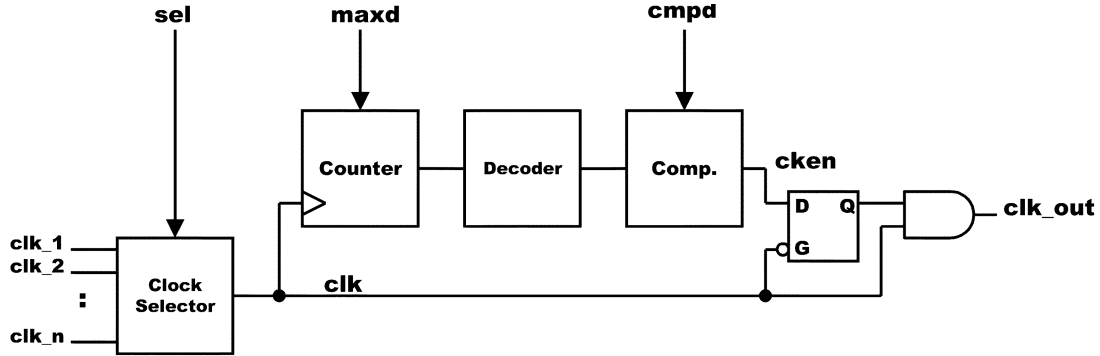 sel
maxd
cmpd
Counter
Decoder
Comp.
cken
D
Q
G
clk_out
clk_1
clk_2
:
clk_n
Clock
Selector
clk